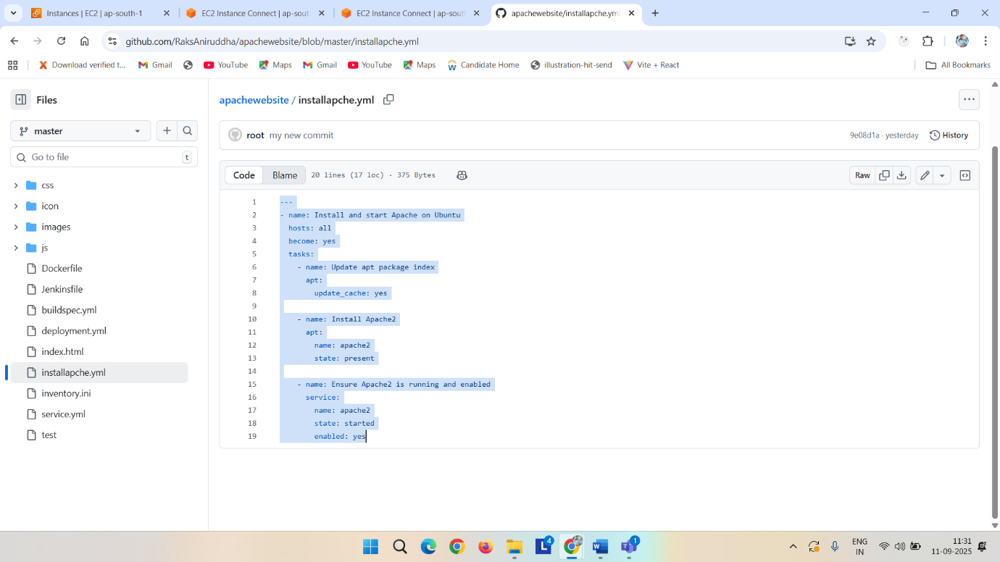 Instances | EC2 | ap-south-1
EC2 Instance Connect | ap-sout
EC2 Instance Connect | ap-sout
apachewebsite/installapche.yml
github.com/RaksAniruddha/apachewebsite/blob/master/installapche.yml
Download verified t...
Gmail
YouTube
Maps
Gmail
YouTube
Maps
Candidate Home
illustration-hit-send
Vite + React
All Bookmarks
Files
master
Go to file
t
css
icon
images
js
Dockerfile
Jenkinsfile
buildspec.yml
deployment.yml
index.html
installapche.yml
inventory.ini
service.yml
test
apachewebsite / installapche.yml
root my new commit
9e08d1a · yesterday
History
Code
Blame
20 lines (17 loc) · 375 Bytes
Raw
1 ---
2 - name: Install and start Apache on Ubuntu
3 hosts: all
4 become: yes
5 tasks:
6 - name: Update apt package index
7 apt:
8 update_cache: yes
9
10 - name: Install Apache2
11 apt:
12 name: apache2
13 state: present
14
15 - name: Ensure Apache2 is running and enabled
16 service:
17 name: apache2
18 state: started
19 enabled: yes
L
4
W
T
1
ENG
IN
11:31
11-09-2025